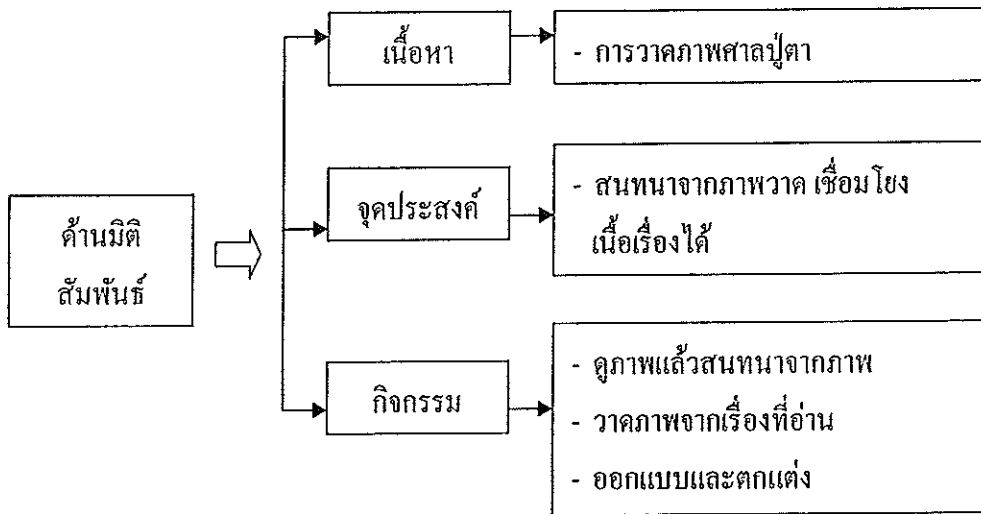 ด้านมิติ
สัมพันธ์
เนื้อหา
- การวาดภาพศาลปู่ตา
จุดประสงค์
- สนทนาจากภาพวาด เชื่อมโยง
เนื้อเรื่องได้
กิจกรรม
- ดูภาพแล้วสนทนาจากภาพ
- วาดภาพจากเรื่องที่อ่าน
- ออกแบบและตกแต่ง